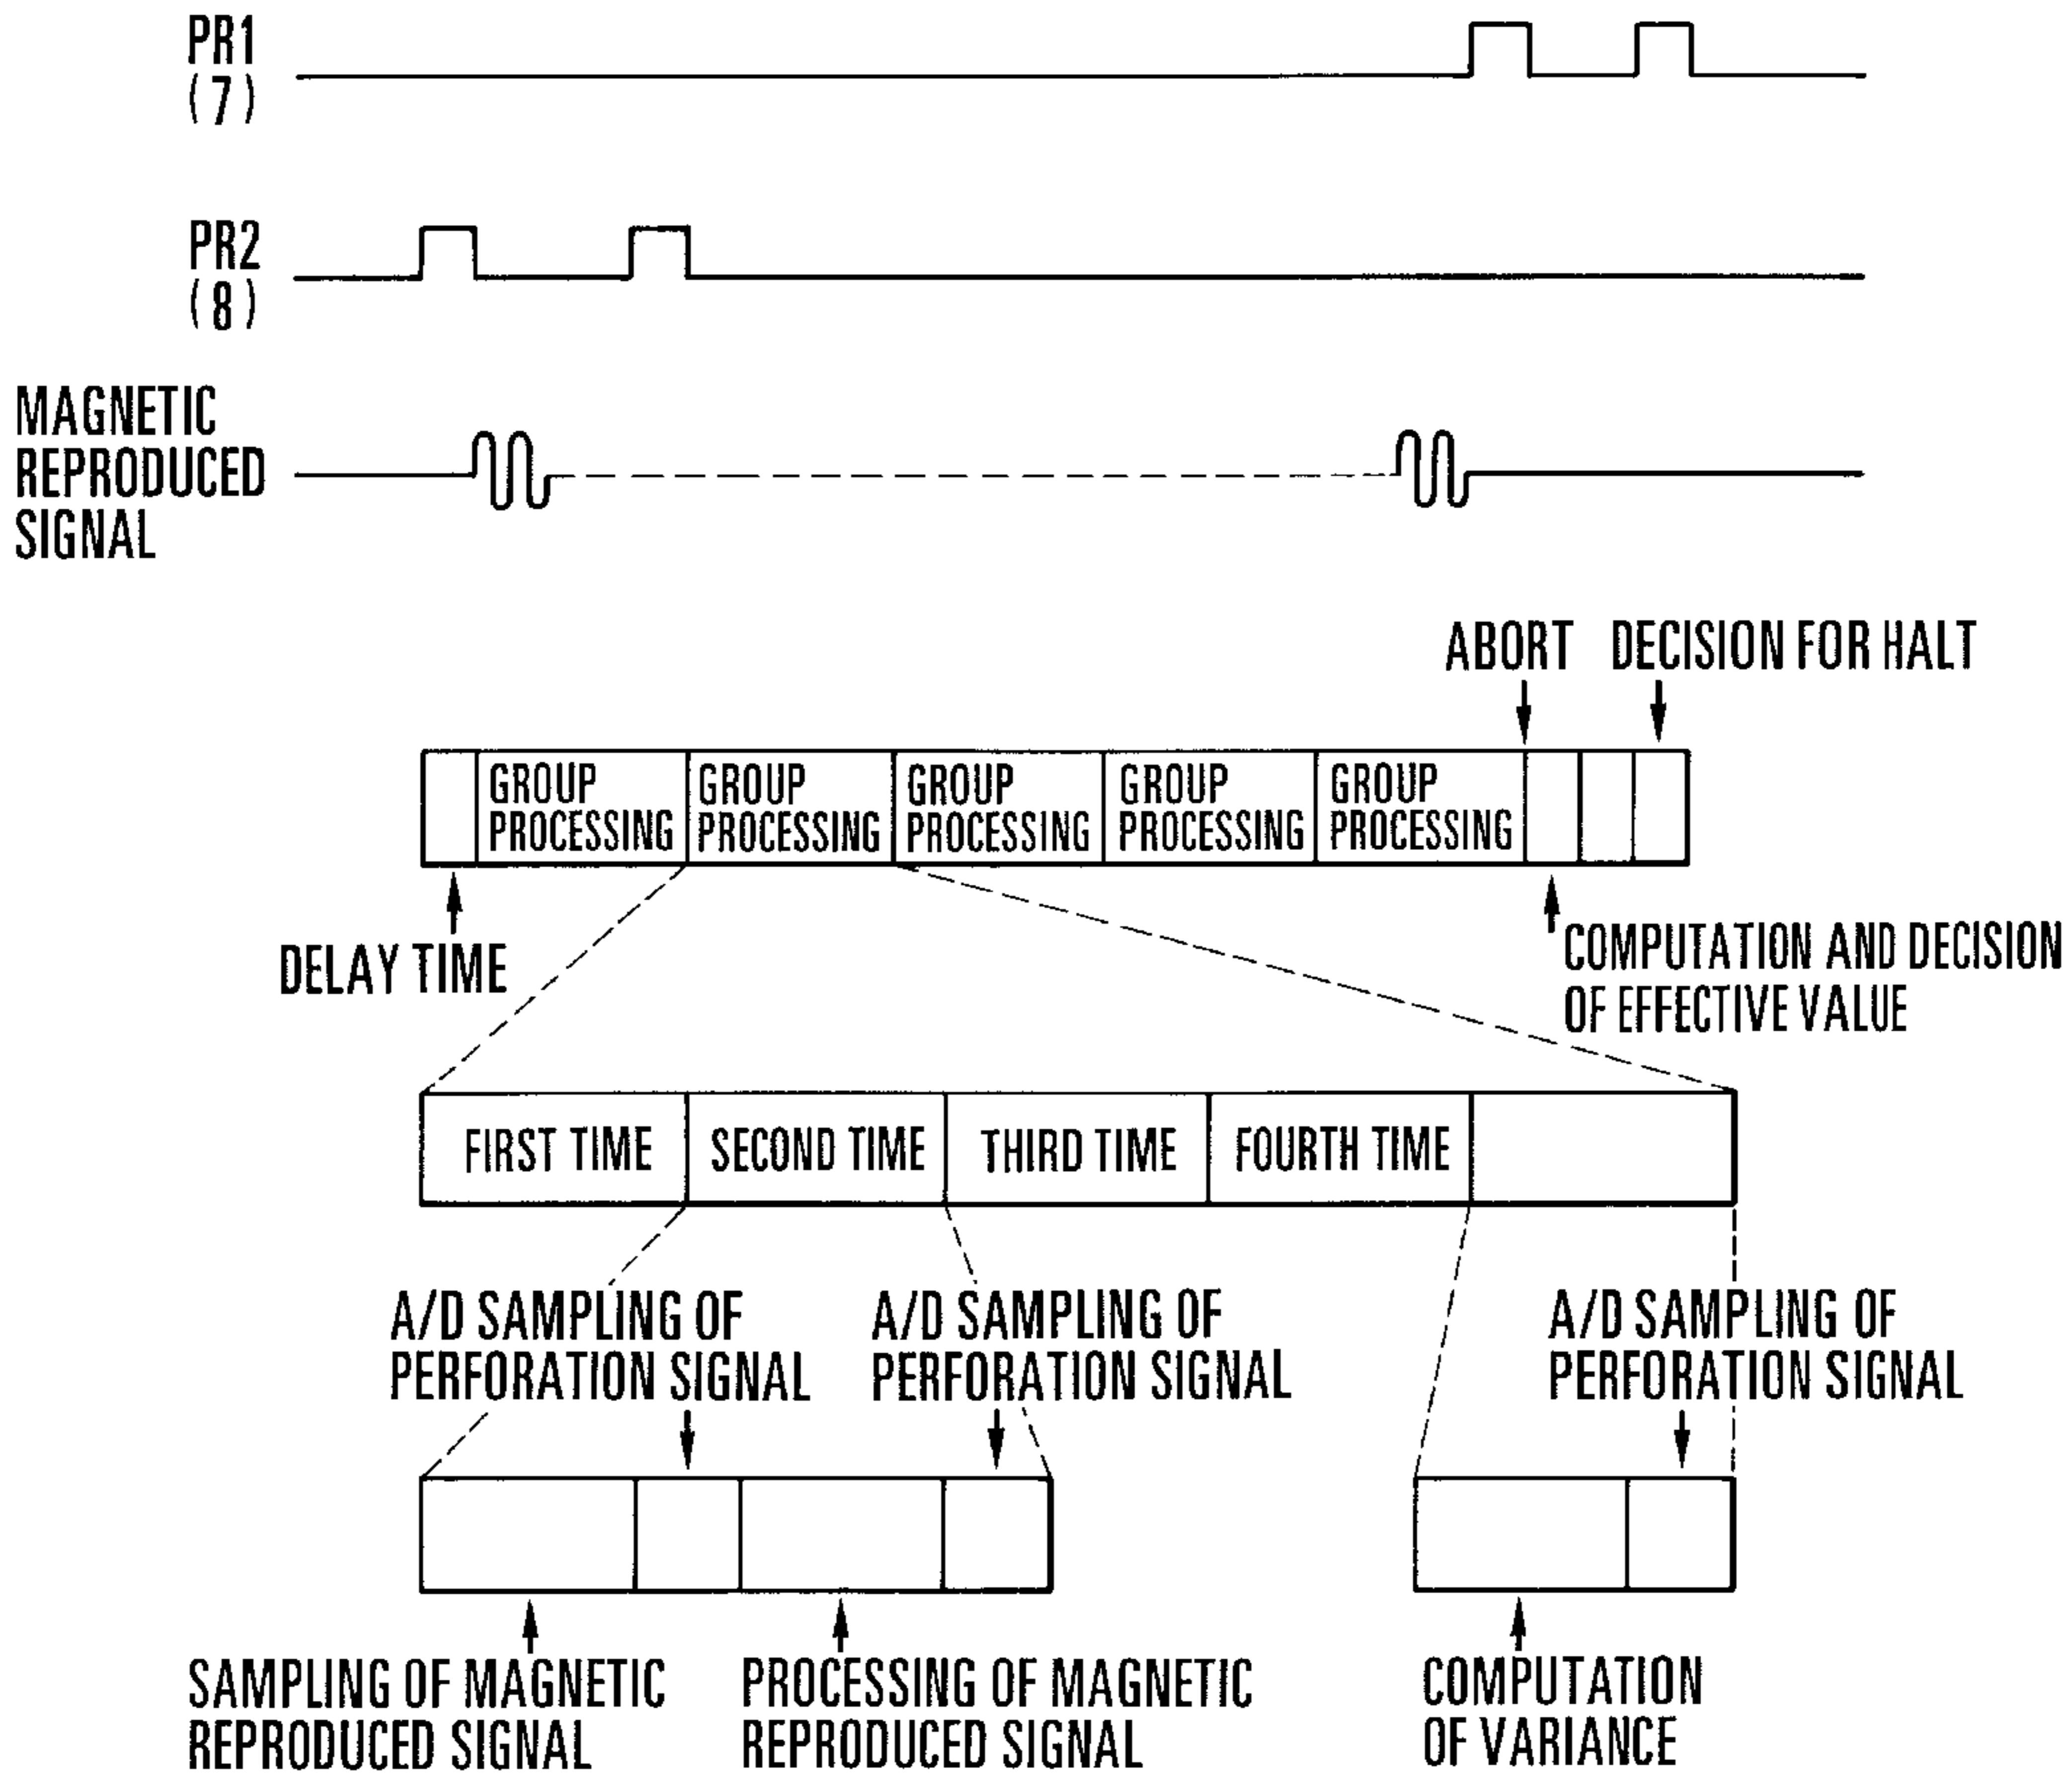 PR1
(7)
PR2
(8)
MAGNETIC
REPRODUCED
SIGNAL
ABORT
DECISION FOR HALT
GROUP
PROCESSING
GROUP
PROCESSING
GROUP
PROCESSING
GROUP
PROCESSING
GROUP
PROCESSING
DELAY TIME
COMPUTATION AND DECISION
OF EFFECTIVE VALUE
FIRST TIME
SECOND TIME
THIRD TIME
FOURTH TIME
A/D SAMPLING OF
PERFORATION SIGNAL
A/D SAMPLING OF
PERFORATION SIGNAL
A/D SAMPLING OF
PERFORATION SIGNAL
SAMPLING OF MAGNETIC
REPRODUCED SIGNAL
PROCESSING OF MAGNETIC
REPRODUCED SIGNAL
COMPUTATION
OF VARIANCE